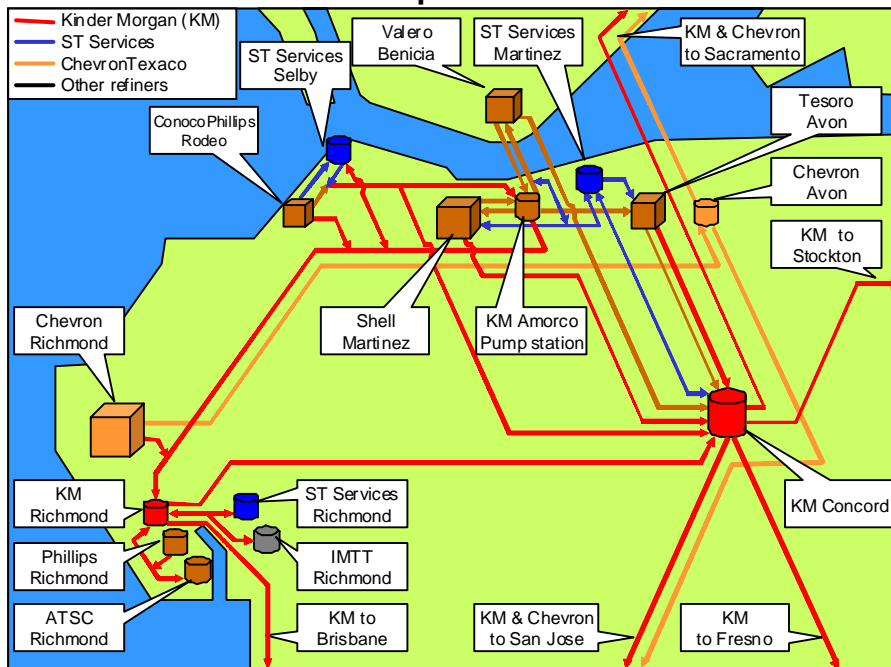 Kinder Morgan (KM)
ST Services
ChevronTexaco
Other refiners
ST Services
Selby
Valero
Benicia
ST Services
Martinez
KM & Chevron
to Sacramento
ConocoPhillips
Rodeo
Tesoro
Avon
Chevron
Avon
KM to
Stockton
Chevron
Richmond
Shell
Martinez
KM Amorco
Pump station
KM
Richmond
ST Services
Richmond
KM Concord
Phillips
Richmond
IMTT
Richmond
ATSC
Richmond
KM to
Brisbane
KM & Chevron
to San Jose
KM
to Fresno